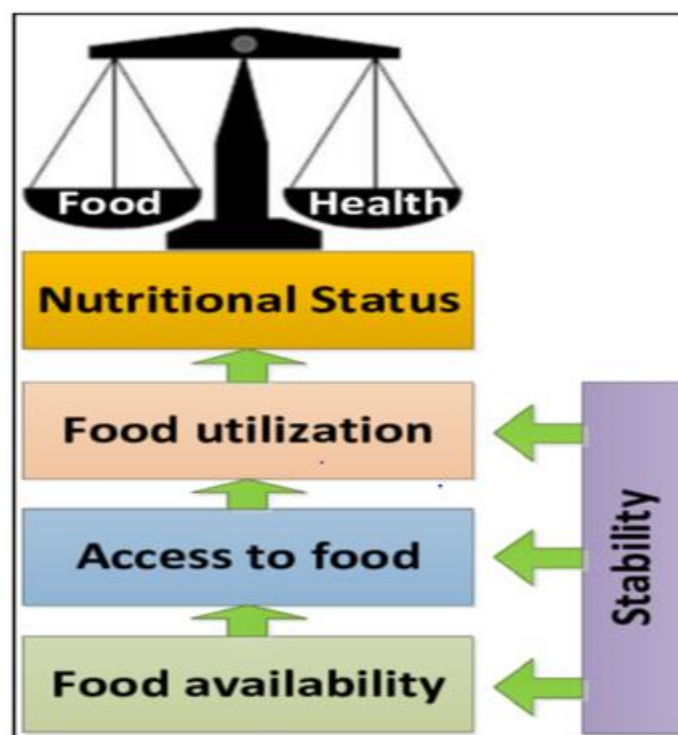 Food
Health
Nutritional Status
Food utilization
Access to food
Food availability
Stability